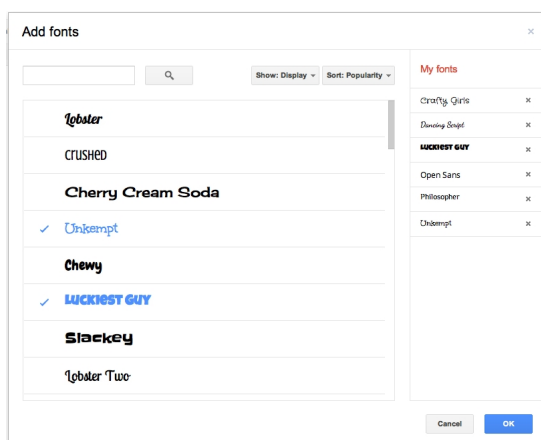 Add fonts
Show: Display
Sort: Popularity
Lobster
Crushed
Cherry Cream Soda
Unkempt
Chewy
Luckiest Guy
Slackey
Lobster Two
My fonts
Crafty Girls
Dancing Script
Luckiest Guy
Open Sans
Philosopher
Unkempt
Cancel
OK